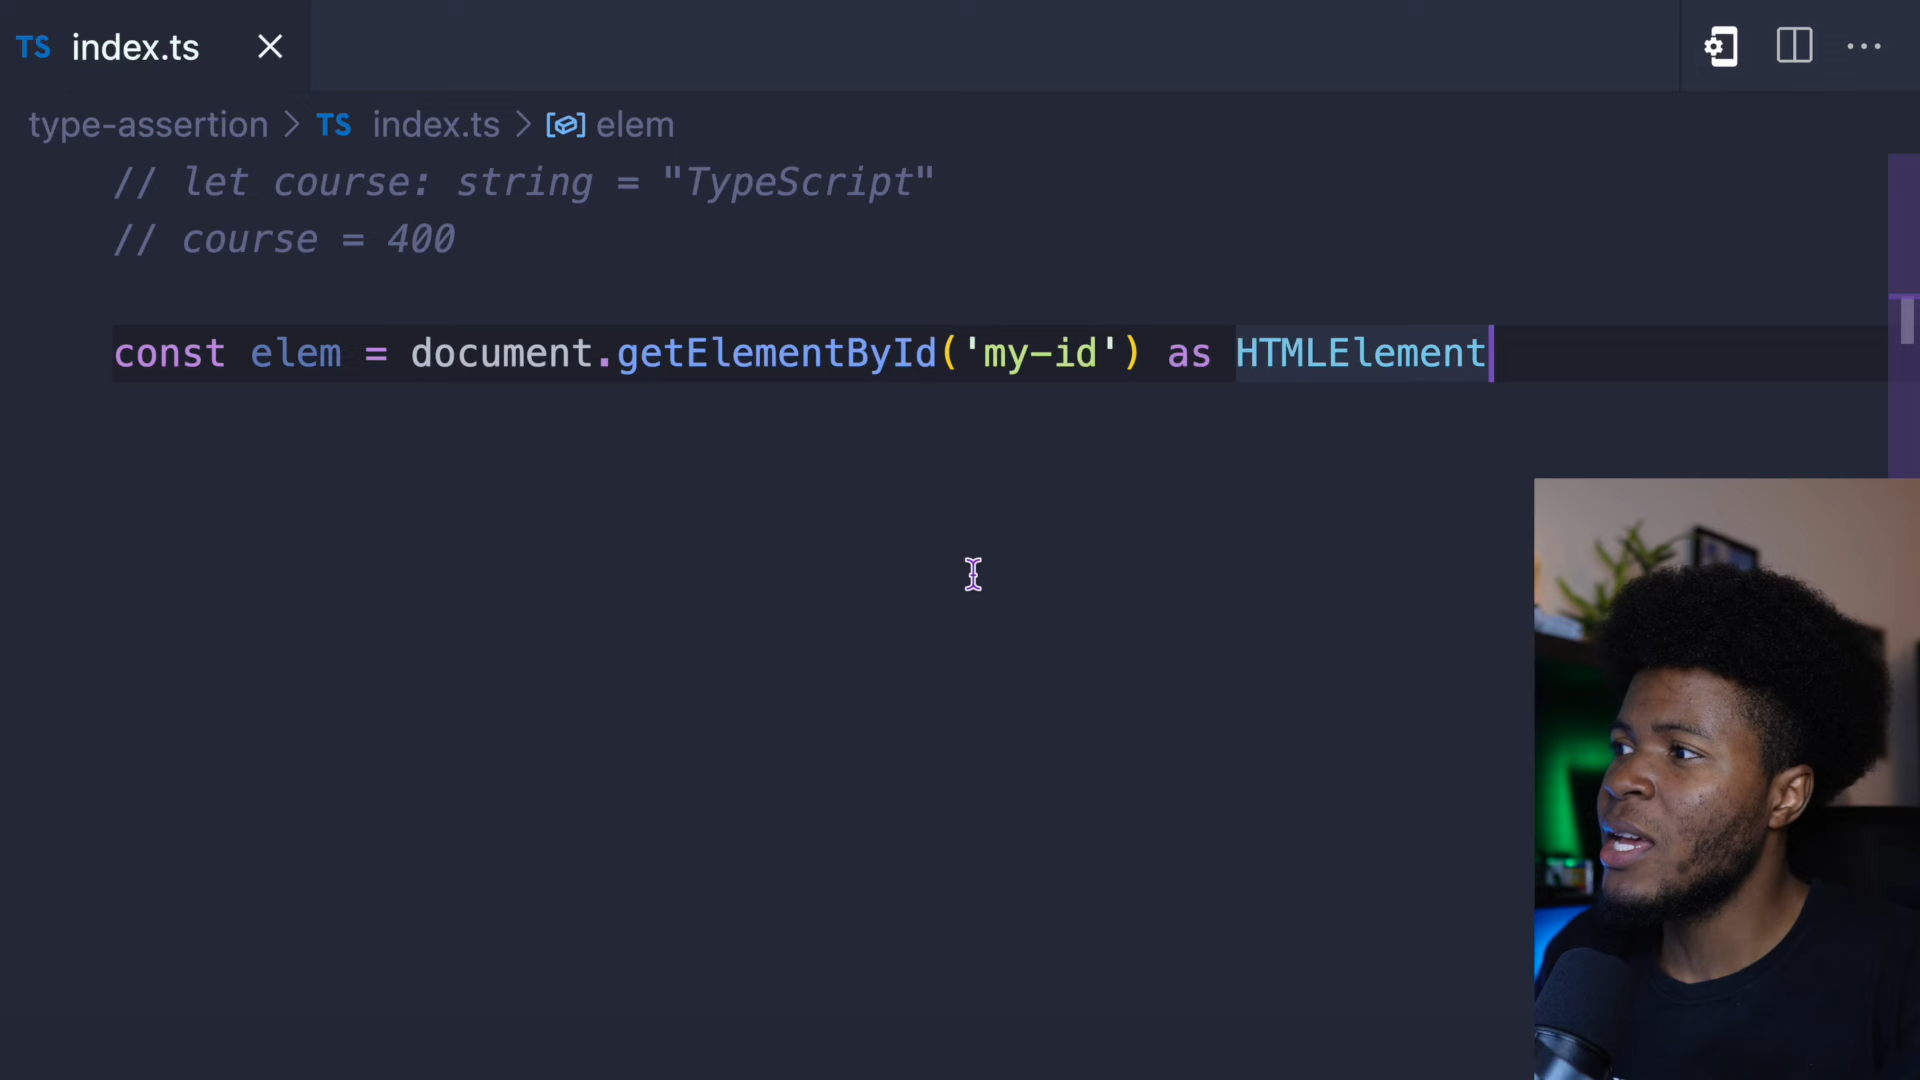 TS index.ts
type-assertion > TS index.ts > elem
// let course: string = "TypeScript"
// course = 400
const elem = document.getElementById('my-id') as HTMLElement